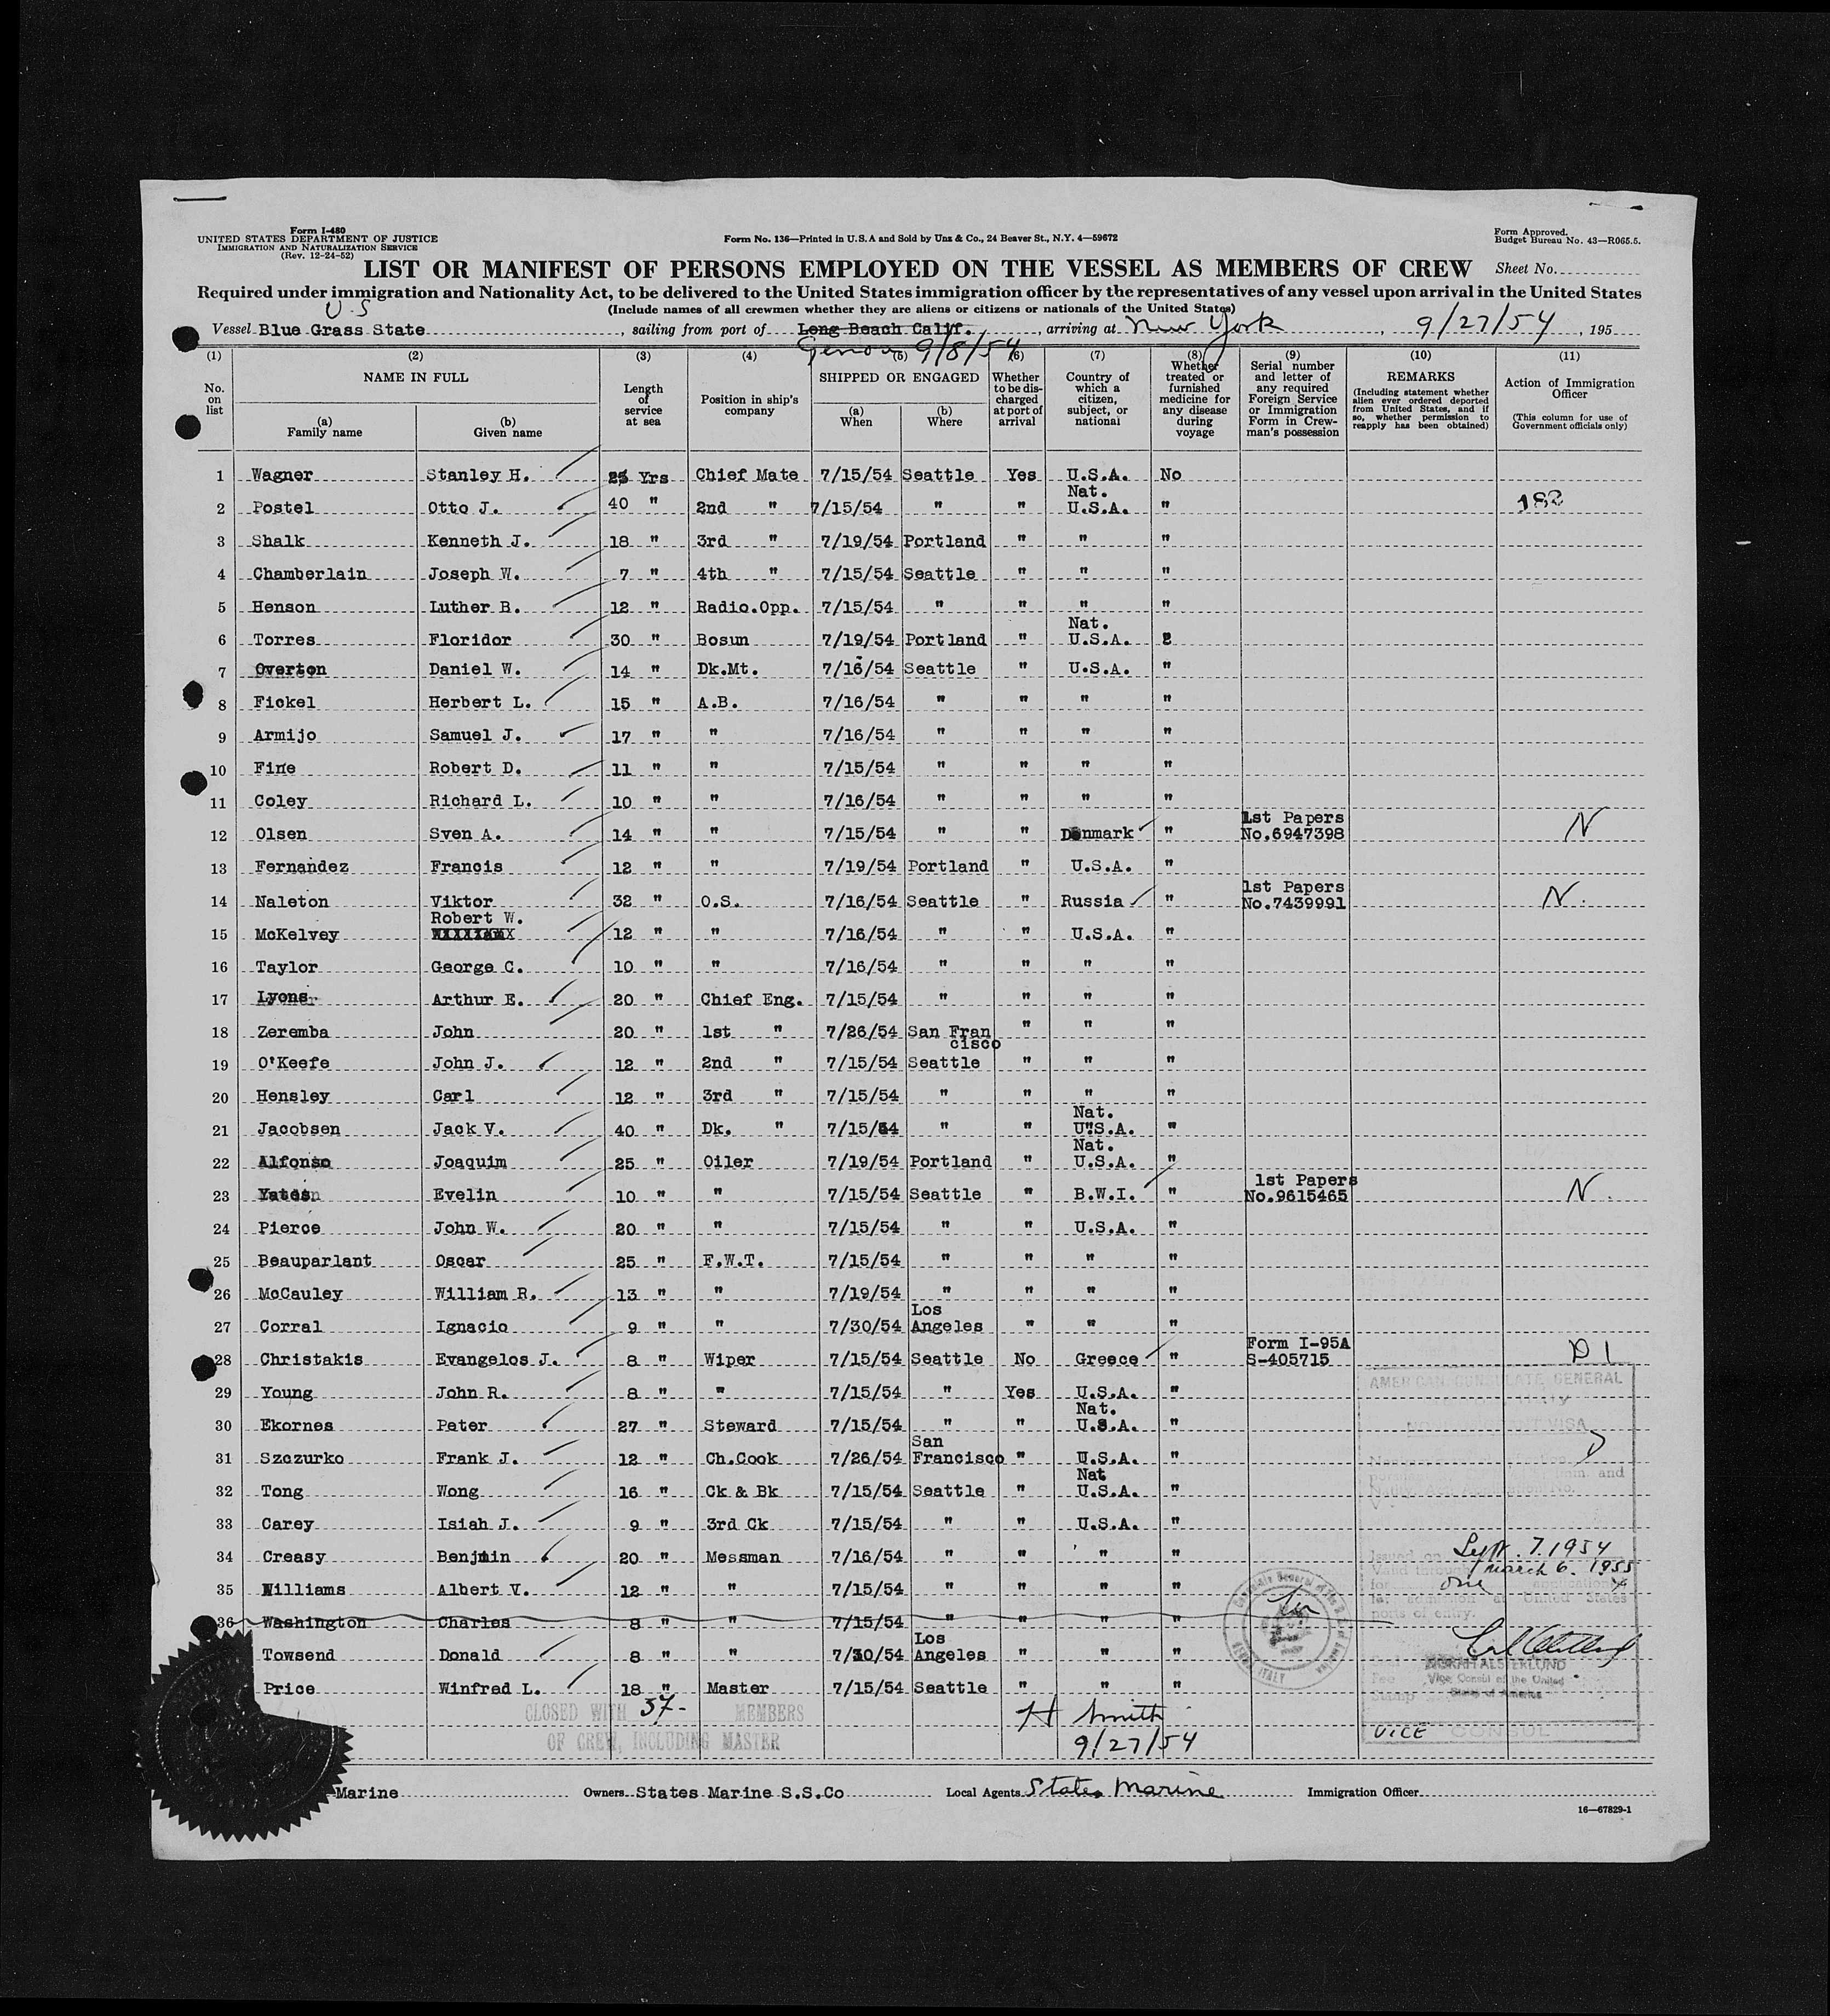 Form I-480
UNITED STATES DEPARTMENT OF JUSTICE
IMMIGRATION AND NATURALIZATION SERVICE
(Rev. 12-24-52)
Form No. 136—Printed in U.S.A and Sold by Unz & Co., 24 Beaver St., N.Y. 4—59672
Form Approved.
Budget Bureau No. 43—R065.5.
LIST OR MANIFEST OF PERSONS EMPLOYED ON THE VESSEL AS MEMBERS OF CREW Sheet No.
Required under immigration and Nationality Act, to be delivered to the United States immigration officer by the representatives of any vessel upon arrival in the United States
(Include names of all crewmen whether they are aliens or citizens or nationals of the United States)
U.S
Vessel Blue Grass State, sailing from port of Long Beach Calif., arriving at New York, 9/27/54, 195
Genoa 9/8/54
(1) (2) (3) (4) (5) (6) (7) (8) (9) (10) (11)
No. on list
NAME IN FULL
(a) Family name
(b) Given name
Length of service at sea
Position in ship's company
SHIPPED OR ENGAGED
(a) When
(b) Where
Whether to be discharged at port of arrival
Country of which a citizen, subject, or national
Whether treated or furnished medicine for any disease during voyage
Serial number and letter of any required Foreign Service or Immigration Form in Crewman's possession
REMARKS
(Including statement whether alien ever ordered deported from United States, and if so, whether permission to reapply has been obtained)
Action of Immigration Officer
(This column for use of Government officials only)
1 Wagner Stanley H. Yrs Chief Mate 7/15/54 Seattle Yes U.S.A. No
2 Postel Otto J. 40 " 2nd " 7/15/54 " " Nat. U.S.A. " 182
3 Shalk Kenneth J. 18 " 3rd " 7/19/54 Portland " " "
4 Chamberlain Joseph W. 7 " 4th " 7/15/54 Seattle " " "
5 Henson Luther B. 12 " Radio.Opp. 7/15/54 " " " "
6 Torres Floridor 30 " Bosun 7/19/54 Portland " Nat. U.S.A.
7 Overton Daniel W. 14 " Dk.Mt. 7/16/54 Seattle " U.S.A. "
8 Fickel Herbert L. 15 " A.B. 7/16/54 " " " "
9 Armijo Samuel J. 17 " " 7/16/54 " " " "
10 Fine Robert D. 11 " " 7/15/54 " " " "
11 Coley Richard L. 10 " " 7/16/54 " " " "
12 Olsen Sven A. 14 " " 7/15/54 " " Denmark " 1st Papers No.6947398 N
13 Fernandez Francis 12 " " 7/19/54 Portland " U.S.A. "
14 Naleton Viktor 32 " O.S. 7/16/54 Seattle " Russia " 1st Papers No.7439991 N.
15 McKelvey Robert W. 12 " " 7/16/54 " " U.S.A. "
16 Taylor George C. 10 " " 7/16/54 " " " "
17 Lyons Arthur E. 20 " Chief Eng. 7/15/54 " " " "
18 Zeremba John 20 " 1st " 7/26/54 San Francisco " " "
19 O'Keefe John J. 12 " 2nd " 7/15/54 Seattle " " "
20 Hensley Carl 12 " 3rd " 7/15/54 " " " "
21 Jacobsen Jack V. 40 " Dk. " 7/15/54 " " Nat. U.S.A. "
22 Alfonso Joaquim 25 " Oiler 7/19/54 Portland " Nat. U.S.A. "
23 Yates Evelin 10 " " 7/15/54 Seattle " B.W.I. " 1st Papers No.9615465 N.
24 Pierce John W. 20 " " 7/15/54 " " U.S.A. "
25 Beauparlant Oscar 25 " F.W.T. 7/15/54 " " " "
26 McCauley William R. 13 " " 7/19/54 " " " "
27 Corral Ignacio 9 " " 7/30/54 Los Angeles " " "
28 Christakis Evangelos J. 8 " Wiper 7/15/54 Seattle No Greece " Form I-95A S-405715 D 1
29 Young John R. 8 " " 7/15/54 " Yes U.S.A. "
30 Ekornes Peter 27 " Steward 7/15/54 " " Nat. U.S.A. "
31 Szczurko Frank J. 12 " Ch.Cook 7/26/54 San Francisco " U.S.A. "
32 Tong Wong 16 " Ck & Bk 7/15/54 Seattle " Nat U.S.A. "
33 Carey Isiah J. 9 " 3rd Ck 7/15/54 " " U.S.A. "
34 Creasy Benjmin 20 " Messman 7/16/54 " " " "
35 Williams Albert V. 12 " " 7/15/54 " " " "
36 Washington Charles 8 " " 7/15/54 " " " "
Towsend Donald 8 " " 7/30/54 Los Angeles " " "
Price Winfred L. 18 " Master 7/15/54 Seattle " " "
CLOSED WITH 37- MEMBERS
OF CREW, INCLUDING MASTER
H Smith
9/27/54
AMERICAN CONSULATE GENERAL
VISA
Issued on Sept. 7. 1954
Valid through March 6. 1955
for one application
for admission at United States
ports of entry.
Vice Consul of the United
States of America
VICE CONSUL
Marine Owners States Marine S.S.Co Local Agents States Marine Immigration Officer
16—67829-1